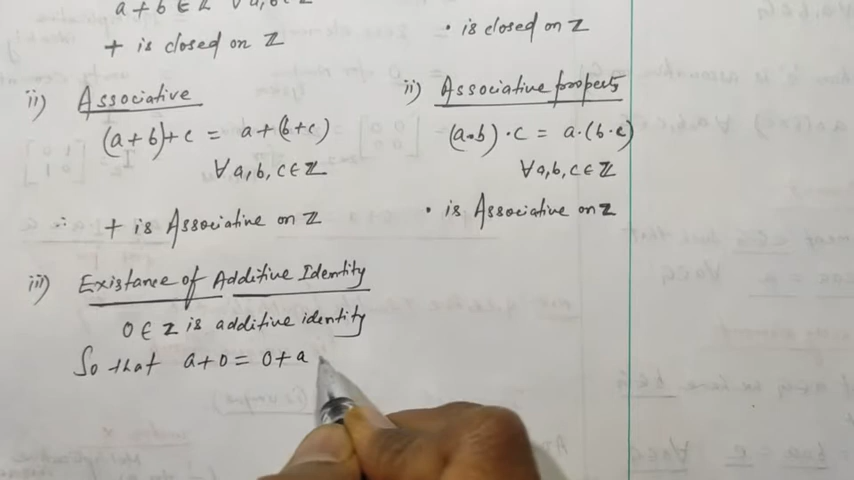 a + b ∈ Z ∀ a, b ∈ Z
+ is closed on Z
ii) Associative
(a + b) + c = a + (b + c)
∀ a, b, c ∈ Z
∴ + is Associative on Z
iii) Existance of Additive Identity
0 ∈ Z is additive identity
So that a + 0 = 0 + a
· is closed on Z
ii) Associative property
(a · b) · c = a · (b · c)
∀ a, b, c ∈ Z
· is Associative on Z